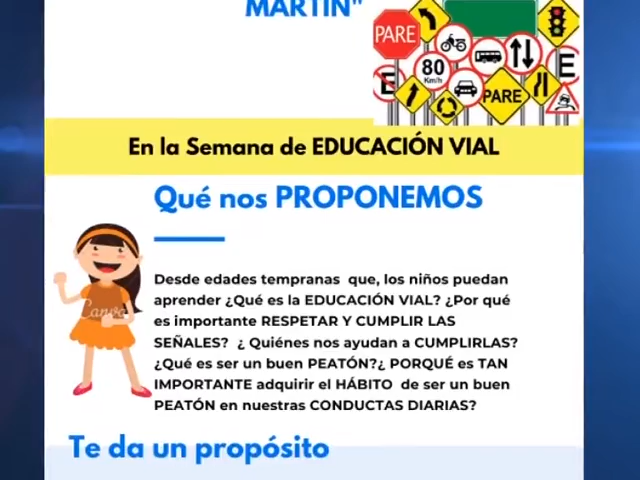 MARTÍN"
PARE
80
Km/h
E
E
PARE
En la Semana de EDUCACIÓN VIAL
Qué nos PROPONEMOS
Desde edades tempranas que, los niños puedan
aprender ¿Qué es la EDUCACIÓN VIAL? ¿Por qué
es importante RESPETAR Y CUMPLIR LAS
SEÑALES? ¿ Quiénes nos ayudan a CUMPLIRLAS?
¿Qué es ser un buen PEATÓN?¿ PORQUÉ es TAN
IMPORTANTE adquirir el HÁBITO de ser un buen
PEATÓN en nuestras CONDUCTAS DIARIAS?
Canva
Te da un propósito